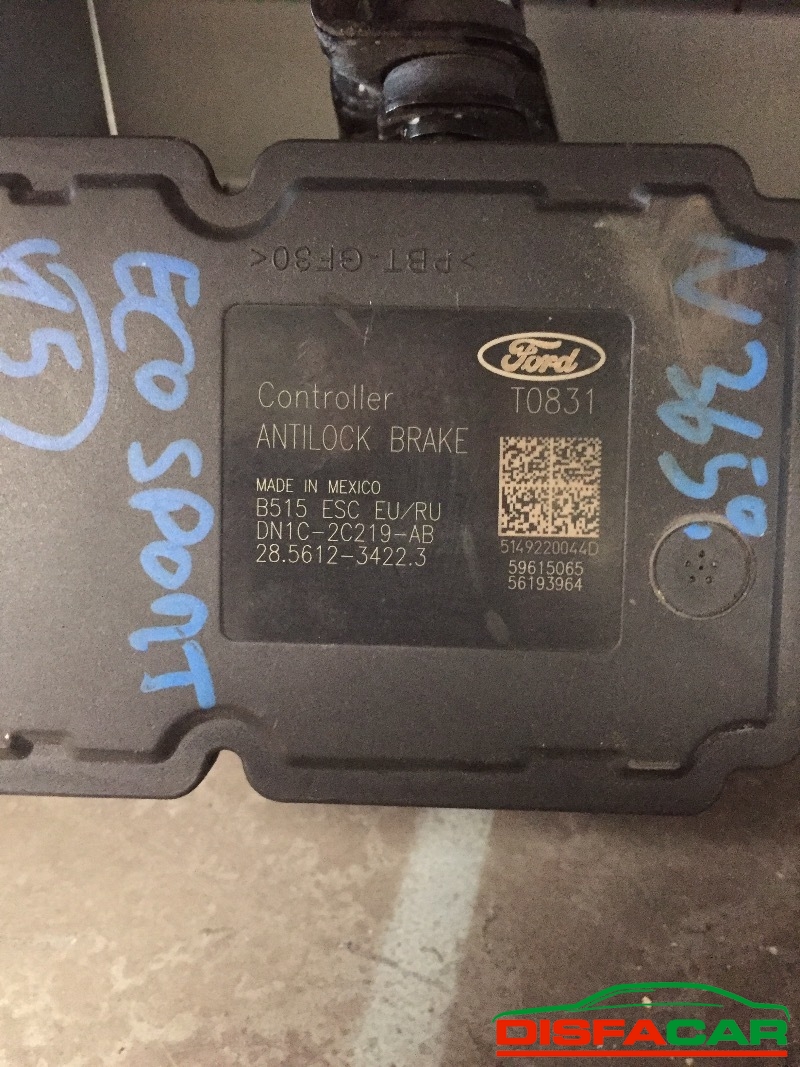 >PBT-GF30<
Ford
Controller T0831
ANTILOCK BRAKE
MADE IN MEXICO
B515 ESC EU/RU
DN1C-2C219-AB
28.5612-3422.3
5149220044D
59615065
56193964
ECO SPORT
N 3659
DISFACAR